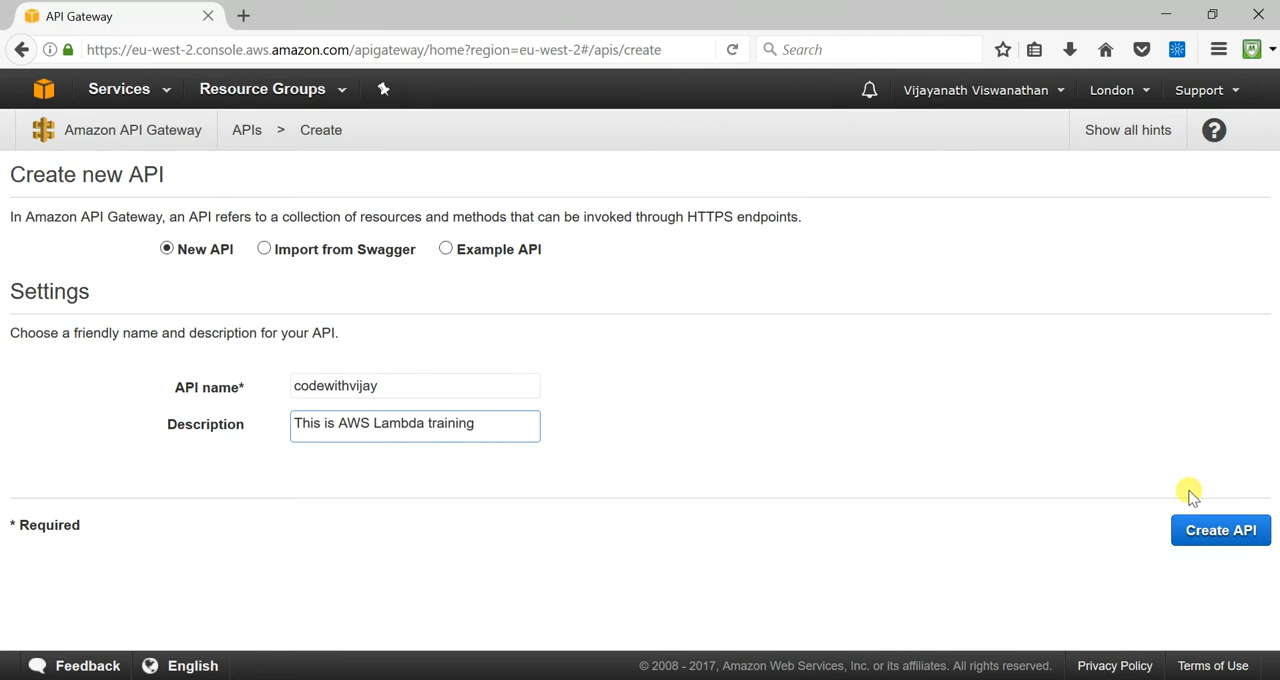 API Gateway
https://eu-west-2.console.aws.amazon.com/apigateway/home?region=eu-west-2#/apis/create
Search
Services
Resource Groups
Vijayanath Viswanathan
London
Support
Amazon API Gateway
APIs > Create
Show all hints
?
Create new API
In Amazon API Gateway, an API refers to a collection of resources and methods that can be invoked through HTTPS endpoints.
New API
Import from Swagger
Example API
Settings
Choose a friendly name and description for your API.
API name*
codewithvijay
Description
This is AWS Lambda training
* Required
Create API
Feedback
English
© 2008 - 2017, Amazon Web Services, Inc. or its affiliates. All rights reserved.
Privacy Policy
Terms of Use